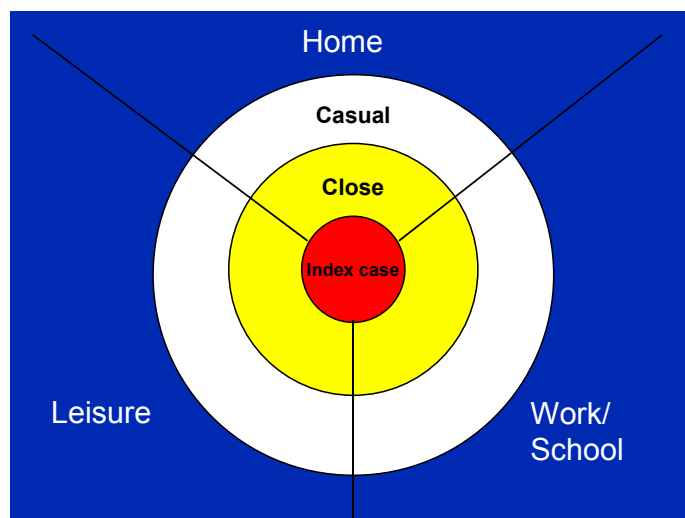 Home
Casual
Close
Index case
Leisure
Work/
School